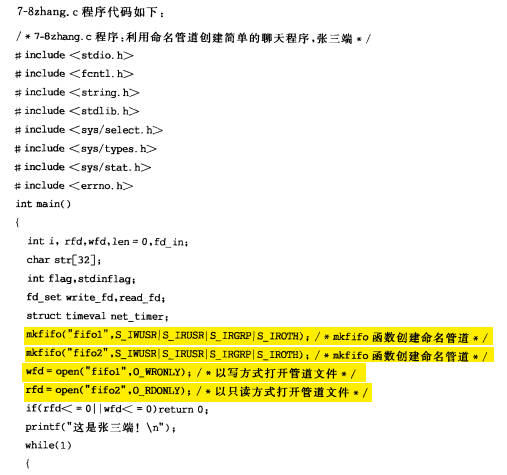 7-8zhang.c 程序代码如下:
/*7-8zhang.c 程序:利用命名管道创建简单的聊天程序,张三端*/
#include <stdio.h>
#include <fcntl.h>
#include <string.h>
#include <stdlib.h>
#include <sys/select.h>
#include <sys/types.h>
#include <sys/stat.h>
#include <errno.h>
int main()
{
int i, rfd,wfd,len=0,fd_in;
char str[32];
int flag,stdinflag;
fd_set write_fd,read_fd;
struct timeval net_timer;
mkfifo("fifo1",S_IWUSR|S_IRUSR|S_IRGRP|S_IROTH); /*mkfifo 函数创建命名管道*/
mkfifo("fifo2",S_IWUSR|S_IRUSR|S_IRGRP|S_IROTH); /*mkfifo 函数创建命名管道*/
wfd=open("fifo1",O_WRONLY); /*以写方式打开管道文件*/
rfd=open("fifo2",O_RDONLY); /*以只读方式打开管道文件*/
if(rfd<=0||wfd<=0)return 0;
printf("这是张三端! \n");
while(1)
{